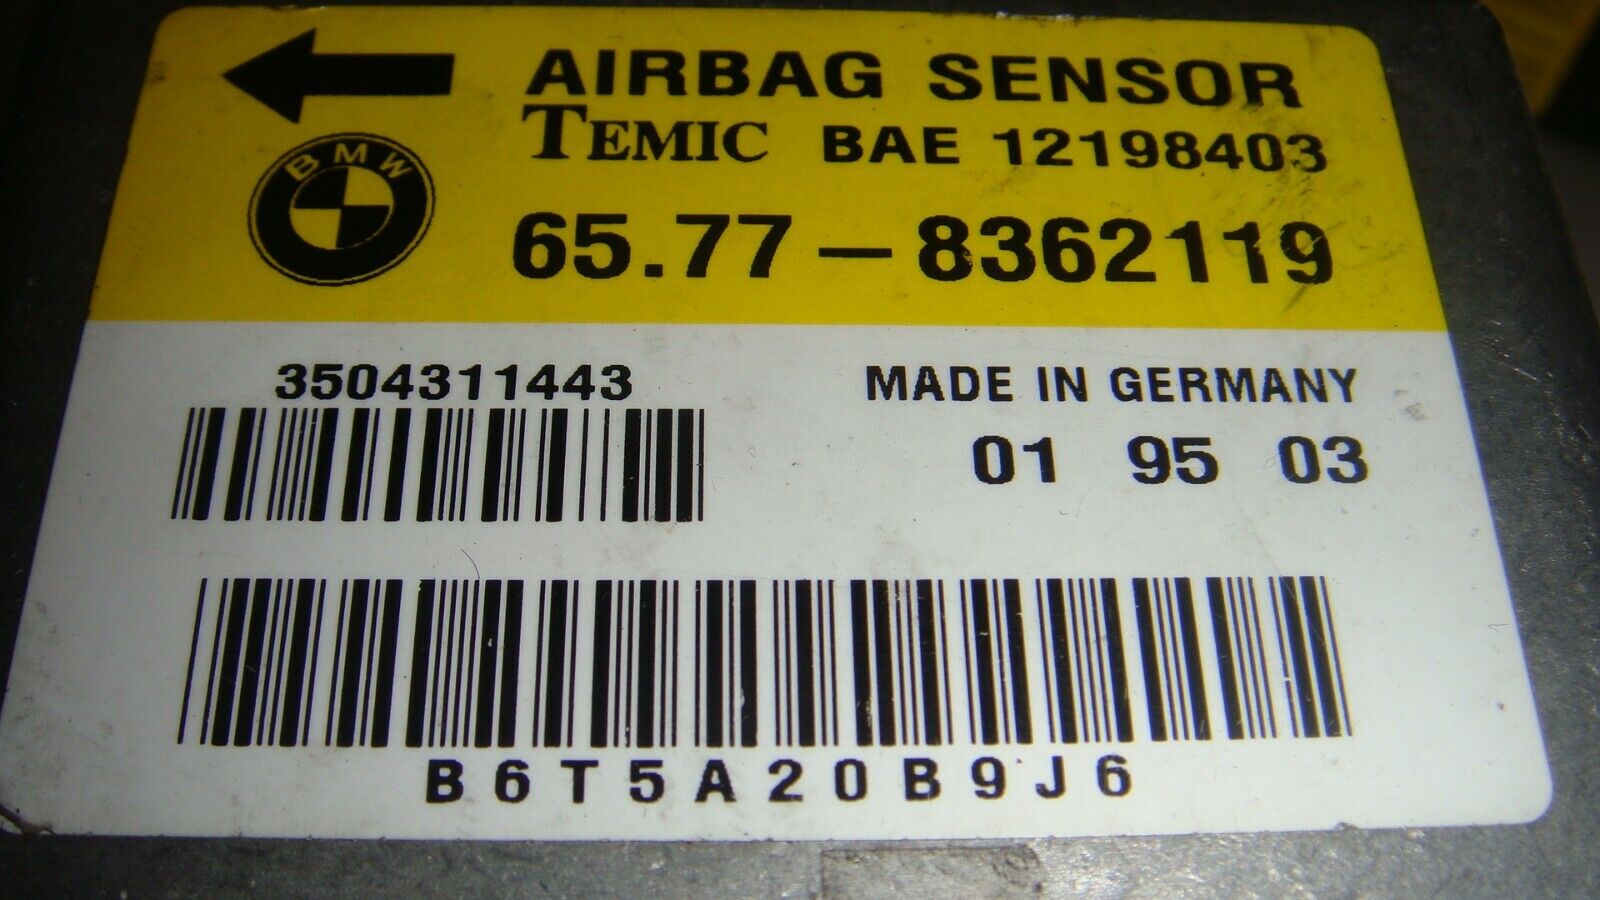 AIRBAG SENSOR
TEMIC BAE 12198403
BMW
65.77-8362119
3504311443
MADE IN GERMANY
01 95 03
B6T5A20B9J6